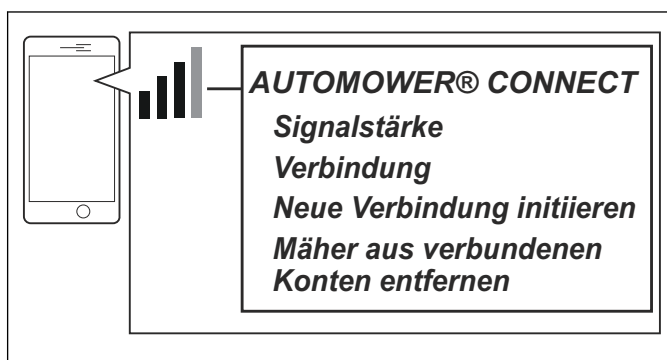 AUTOMOWER® CONNECT
Signalstärke
Verbindung
Neue Verbindung initiieren
Mäher aus verbundenen
Konten entfernen